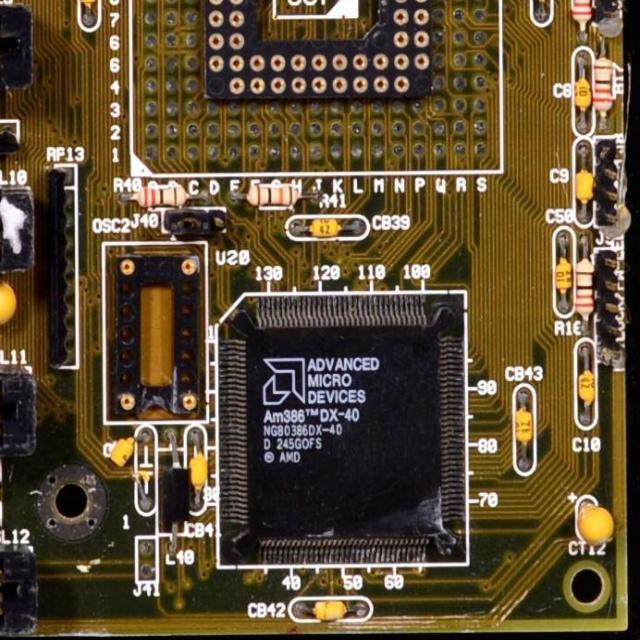 7
6
5
4
3
2
1
C D E F G H J K L M N P Q R S
RP13
L10
R40
R41
OSC2
J40
CB39
C8
C9
C50
U20
130 120 110 100
R16
L11
ADVANCED
MICRO
DEVICES
Am386™DX-40
NG80386DX-40
D 245GOFS
© AMD
90
CB43
80
C10
70
1
CB41
L40
L12
J41
CT12
40 50 60
CB42